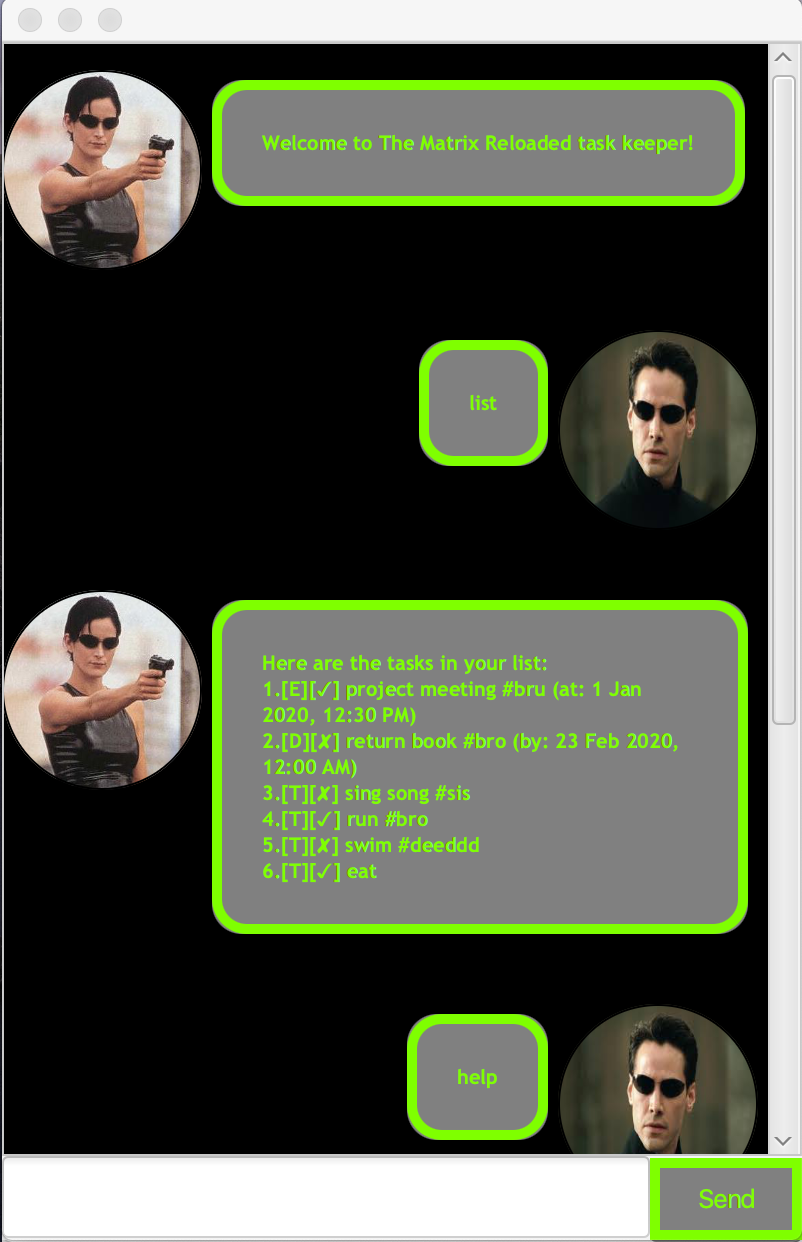 Welcome to The Matrix Reloaded task keeper!
list
Here are the tasks in your list:
1.[E][✓] project meeting #bru (at: 1 Jan
2020, 12:30 PM)
2.[D][✘] return book #bro (by: 23 Feb 2020,
12:00 AM)
3.[T][✘] sing song #sis
4.[T][✓] run #bro
5.[T][✘] swim #deeddd
6.[T][✓] eat
help
Send